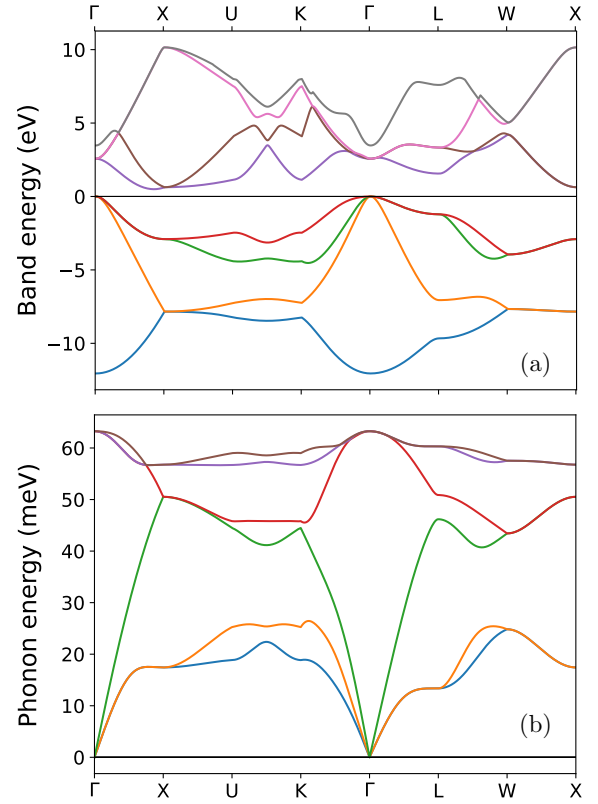 Γ X U K Γ L W X
10
5
0
−5
−10
Band energy (eV)
(a)
60
50
40
30
20
10
0
Phonon energy (meV)
(b)
Γ X U K Γ L W X